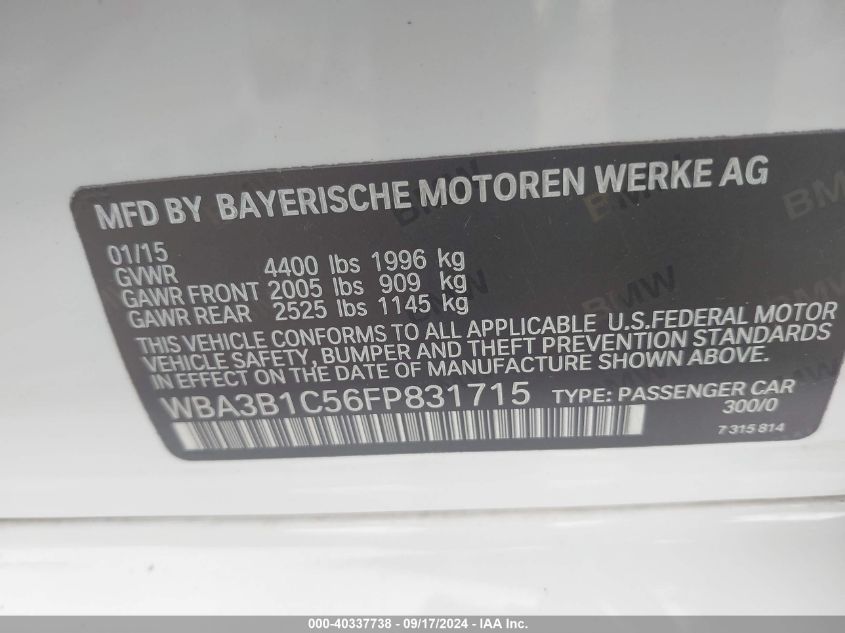 MFD BY BAYERISCHE MOTOREN WERKE AG
01/15
GVWR 4400 lbs 1996 kg
GAWR FRONT 2005 lbs 909 kg
GAWR REAR 2525 lbs 1145 kg
THIS VEHICLE CONFORMS TO ALL APPLICABLE U.S.FEDERAL MOTOR
VEHICLE SAFETY, BUMPER AND THEFT PREVENTION STANDARDS
IN EFFECT ON THE DATE OF MANUFACTURE SHOWN ABOVE.
WBA3B1C56FP831715 TYPE: PASSENGER CAR
300/0
7 315 814
000-40337738 - 09/17/2024 - IAA Inc.